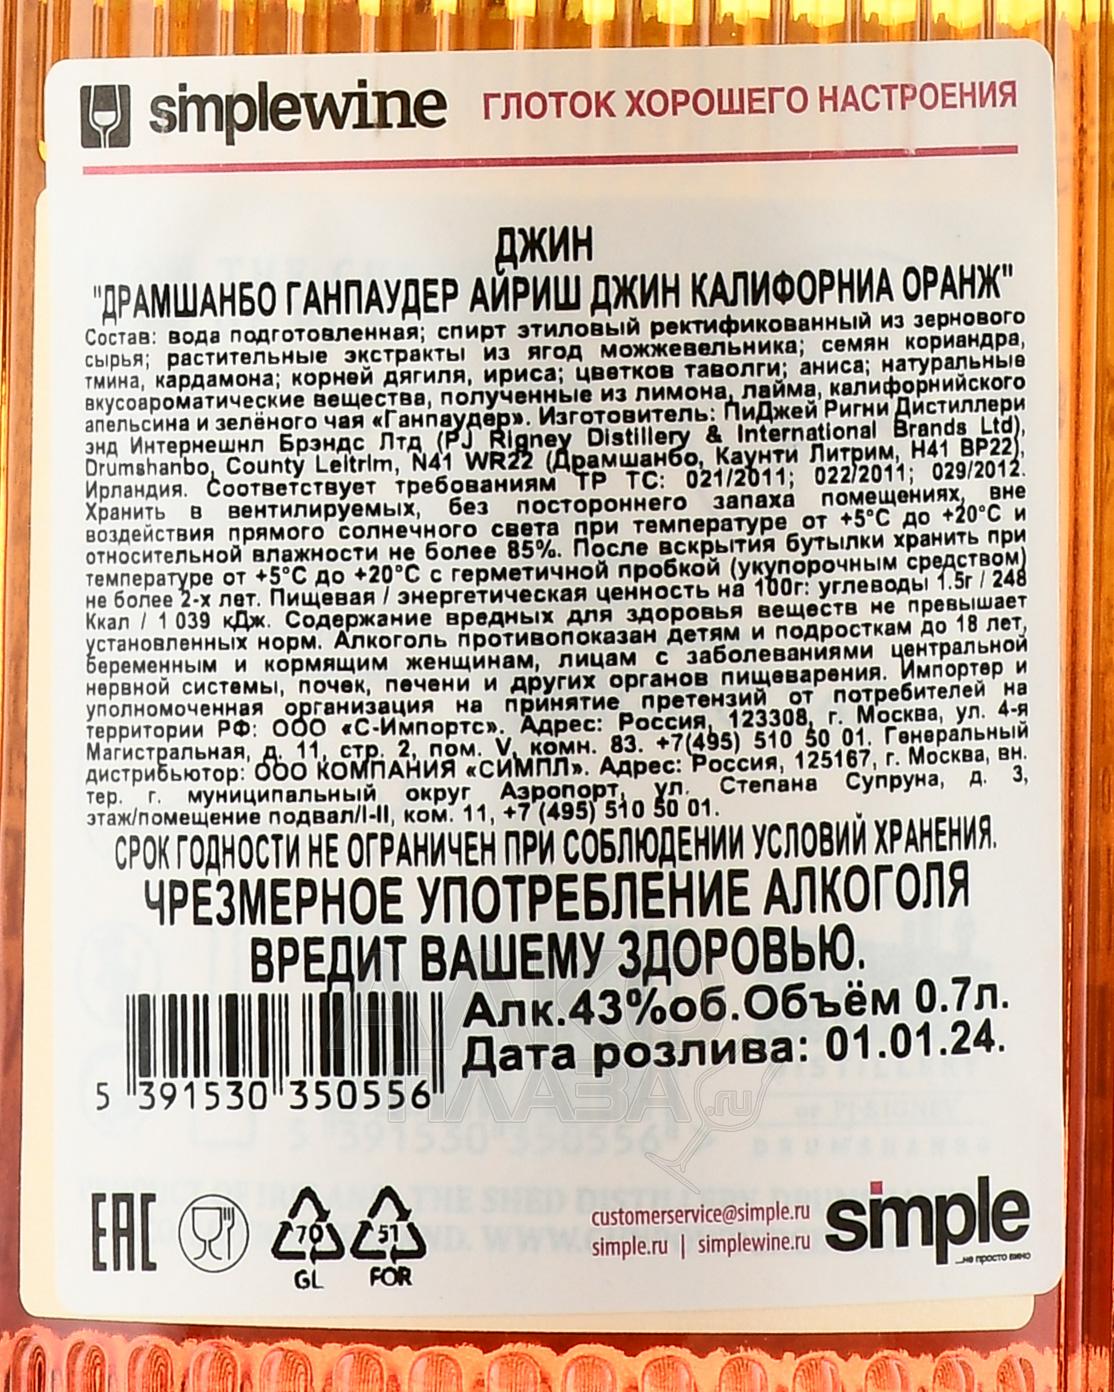 simplewine ГЛОТОК ХОРОШЕГО НАСТРОЕНИЯ
ДЖИН
"ДРАМШАНБО ГАНПАУДЕР АЙРИШ ДЖИН КАЛИФОРНИА ОРАНЖ"
Состав: вода подготовленная; спирт этиловый ректификованный из зернового
сырья; растительные экстракты из ягод можжевельника; семян кориандра,
тмина, кардамона; корней дягиля, ириса; цветков таволги; аниса; натуральные
вкусоароматические вещества, полученные из лимона, лайма, калифорнийского
апельсина и зелёного чая «Ганпаудер». Изготовитель: ПиДжей Ригни Дистиллери
энд Интернешнл Брэндс Лтд (PJ Rigney Distillery & International Brands Ltd),
Drumshanbo, County Leitrim, N41 WR22 (Драмшанбо, Каунти Литрим, Н41 ВР22),
Ирландия. Соответствует требованиям ТР ТС: 021/2011; 022/2011; 029/2012.
Хранить в вентилируемых, без постороннего запаха помещениях, вне
воздействия прямого солнечного света при температуре от +5°С до +20°С и
относительной влажности не более 85%. После вскрытия бутылки хранить при
температуре от +5°С до +20°С с герметичной пробкой (укупорочным средством)
не более 2-х лет. Пищевая / энергетическая ценность на 100г: углеводы 1.5г / 248
Ккал / 1 039 кДж. Содержание вредных для здоровья веществ не превышает
установленных норм. Алкоголь противопоказан детям и подросткам до 18 лет,
беременным и кормящим женщинам, лицам с заболеваниями центральной
нервной системы, почек, печени и других органов пищеварения. Импортер и
уполномоченная организация на принятие претензий от потребителей на
территории РФ: ООО «С-Импортс». Адрес: Россия, 123308, г. Москва, ул. 4-я
Магистральная, д. 11, стр. 2, пом. V, комн. 83. +7(495) 510 50 01. Генеральный
дистрибьютор: ООО КОМПАНИЯ «СИМПЛ». Адрес: Россия, 125167, г. Москва, вн.
тер. г. муниципальный округ Аэропорт, ул. Степана Супруна, д. 3,
этаж/помещение подвал/I-II, ком. 11, +7 (495) 510 50 01.
СРОК ГОДНОСТИ НЕ ОГРАНИЧЕН ПРИ СОБЛЮДЕНИИ УСЛОВИЙ ХРАНЕНИЯ.
ЧРЕЗМЕРНОЕ УПОТРЕБЛЕНИЕ АЛКОГОЛЯ
ВРЕДИТ ВАШЕМУ ЗДОРОВЬЮ.
Алк.43%об.Объём 0.7л.
Дата розлива: 01.01.24.
5 391530 350556
АЛКО
ПЛАЗА.ru
EAC
70
GL
51
FOR
customerservice@simple.ru
simple.ru | simplewine.ru
simple
...не просто вино